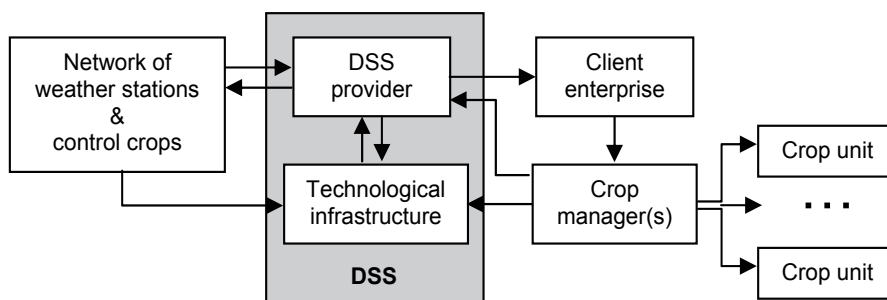 Network of
weather stations
&
control crops
DSS
provider
Client
enterprise
Technological
infrastructure
Crop
manager(s)
Crop unit
...
Crop unit
DSS